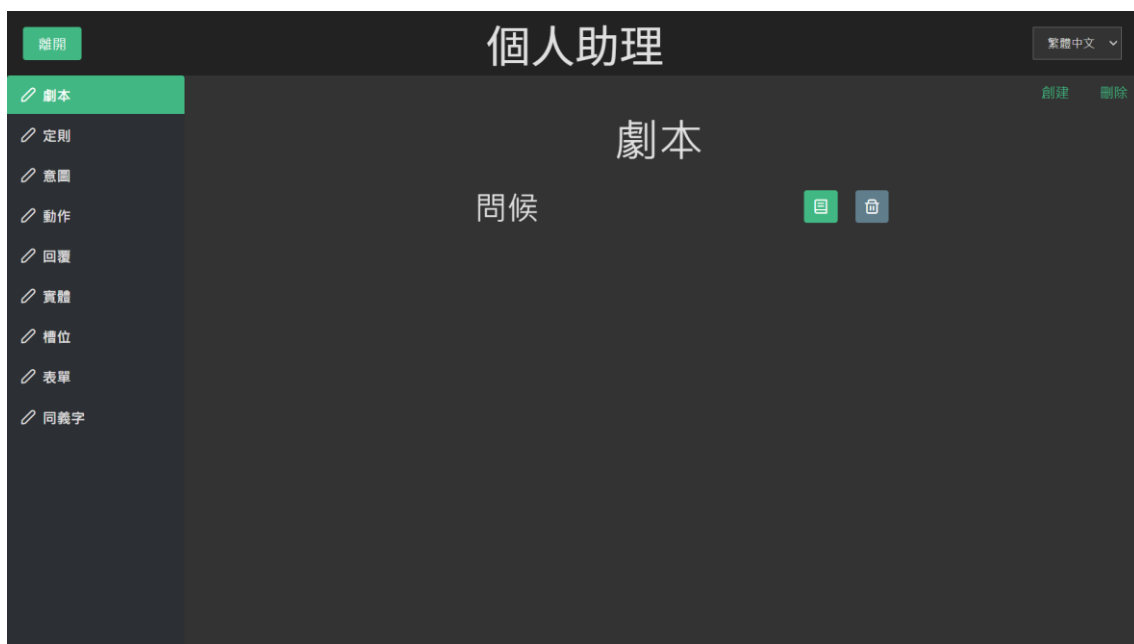 離開
個人助理
繁體中文
劇本
定則
意圖
動作
回覆
實體
槽位
表單
同義字
創建 刪除
劇本
問候